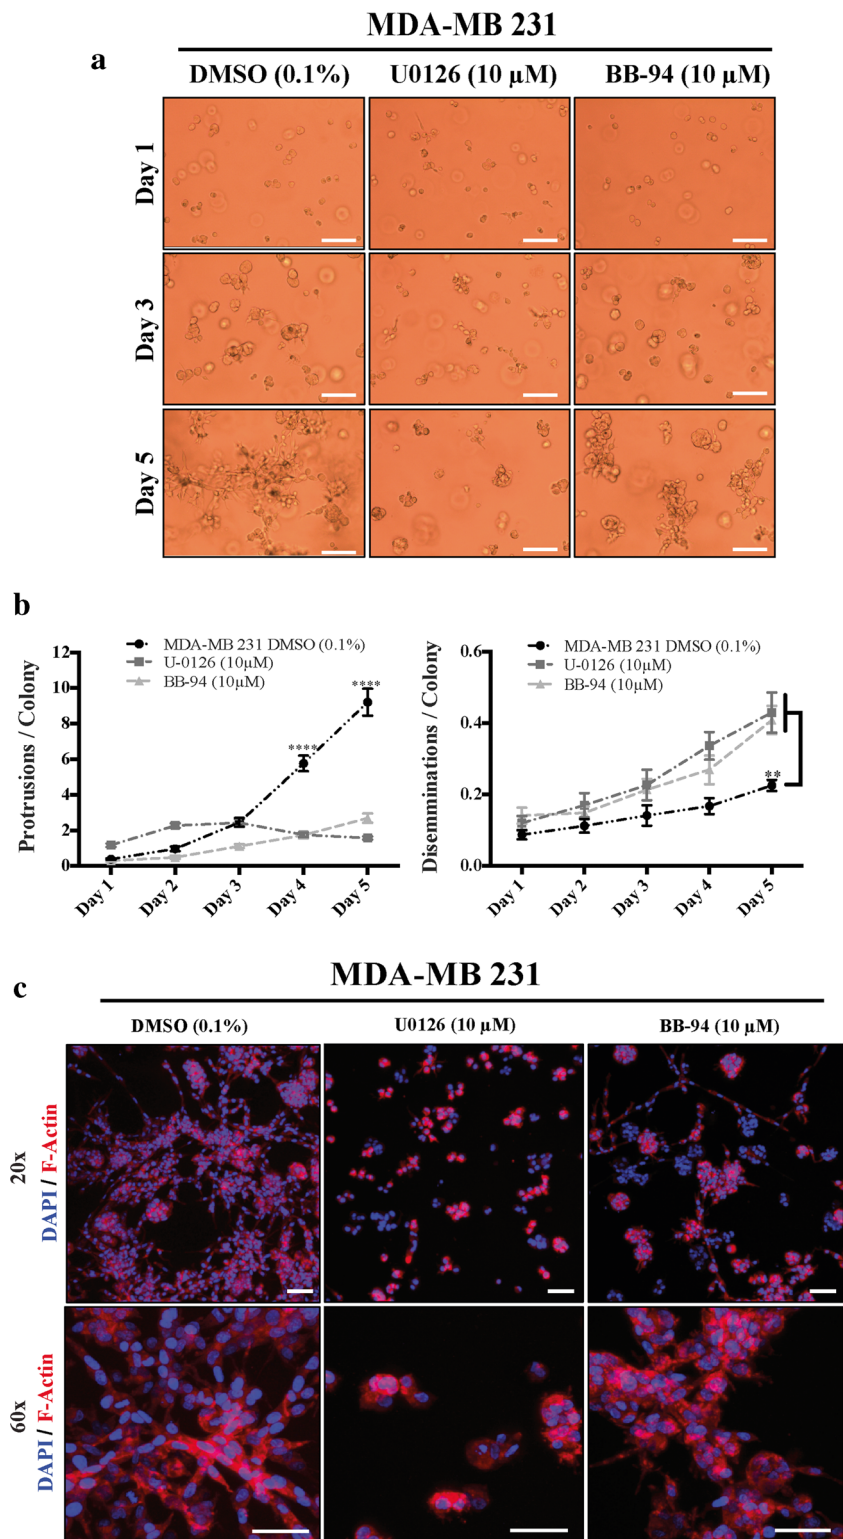 MDA-MB 231
a
DMSO (0.1%) U0126 (10 µM) BB-94 (10 µM)
Day 1
Day 3
Day 5
b
MDA-MB 231 DMSO (0.1%)
U-0126 (10µM)
BB-94 (10µM)
Protrusions / Colony
12
10
8
6
4
2
0
****
****
Day 1 Day 2 Day 3 Day 4 Day 5
MDA-MB 231 DMSO (0.1%)
U-0126 (10µM)
BB-94 (10µM)
Disemminations / Colony
0.6
0.4
0.2
0.0
**
Day 1 Day 2 Day 3 Day 4 Day 5
c
MDA-MB 231
DMSO (0.1%) U0126 (10 µM) BB-94 (10 µM)
20x
DAPI / F-Actin
60x
DAPI / F-Actin